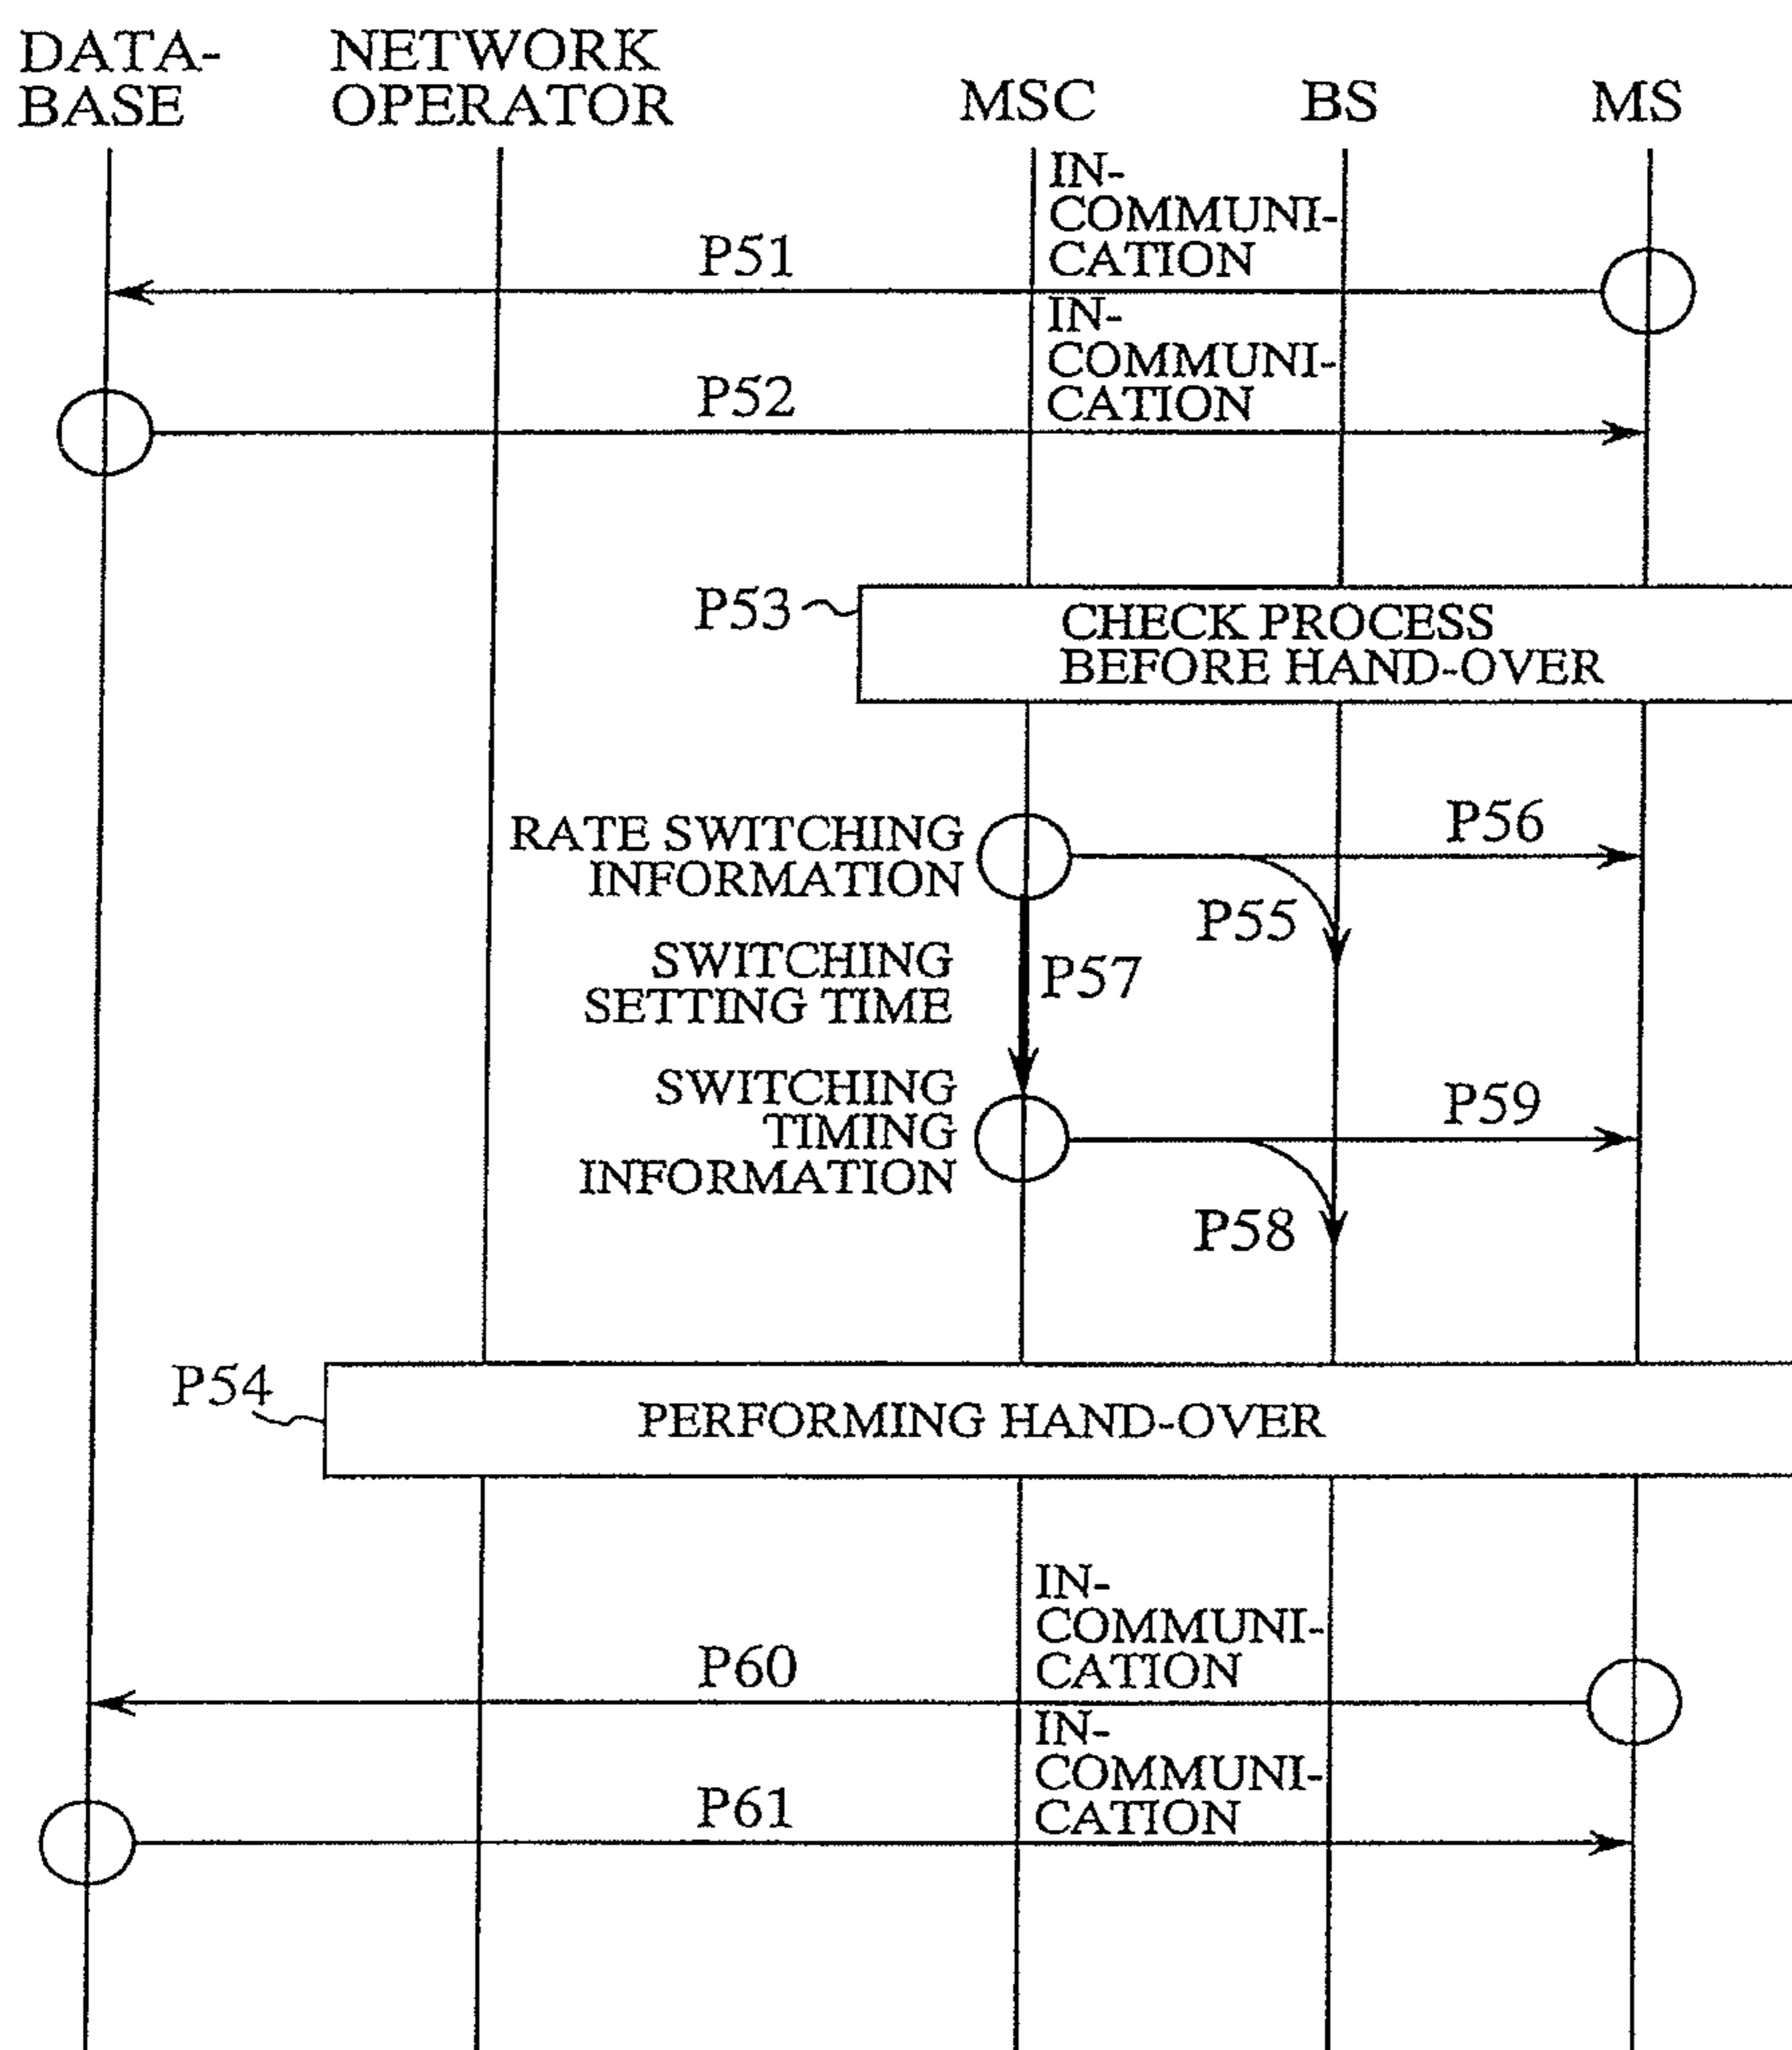 DATA-
BASE
NETWORK
OPERATOR
MSC
BS
MS
IN-
COMMUNI-
CATION
P51
IN-
COMMUNI-
CATION
P52
P53
CHECK PROCESS
BEFORE HAND-OVER
RATE SWITCHING
INFORMATION
P56
P55
SWITCHING
SETTING TIME
P57
SWITCHING
TIMING
INFORMATION
P59
P58
P54
PERFORMING HAND-OVER
IN-
COMMUNI-
CATION
P60
IN-
COMMUNI-
CATION
P61